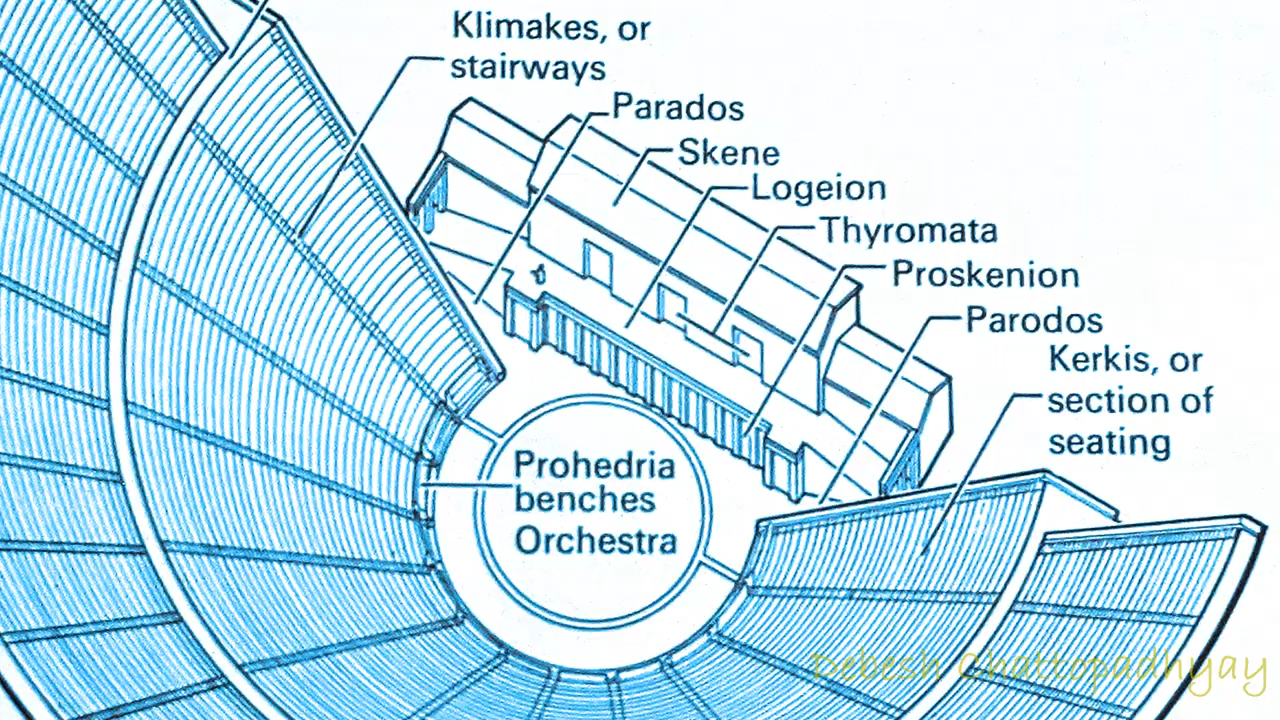 Klimakes, or
stairways
Parados
Skene
Logeion
Thyromata
Proskenion
Parodos
Kerkis, or
section of
seating
Prohedria
benches
Orchestra
Debesh Chattopadhyay